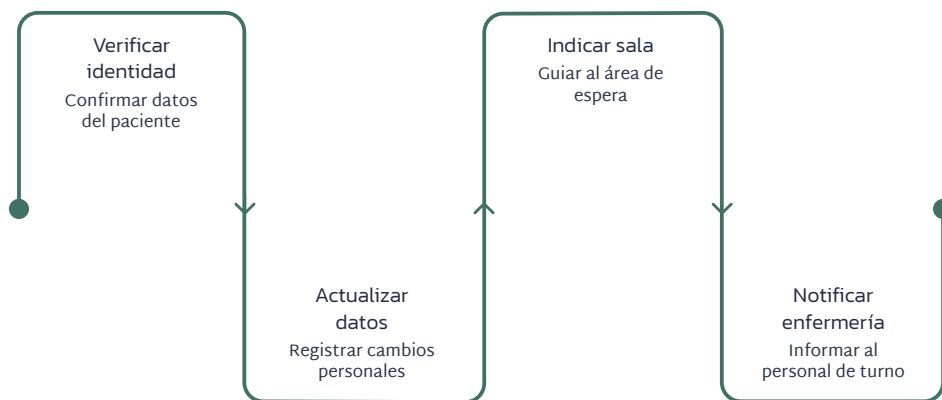 Verificar
identidad
Confirmar datos
del paciente
Actualizar
datos
Registrar cambios
personales
Indicar sala
Guiar al área de
espera
Notificar
enfermería
Informar al
personal de turno